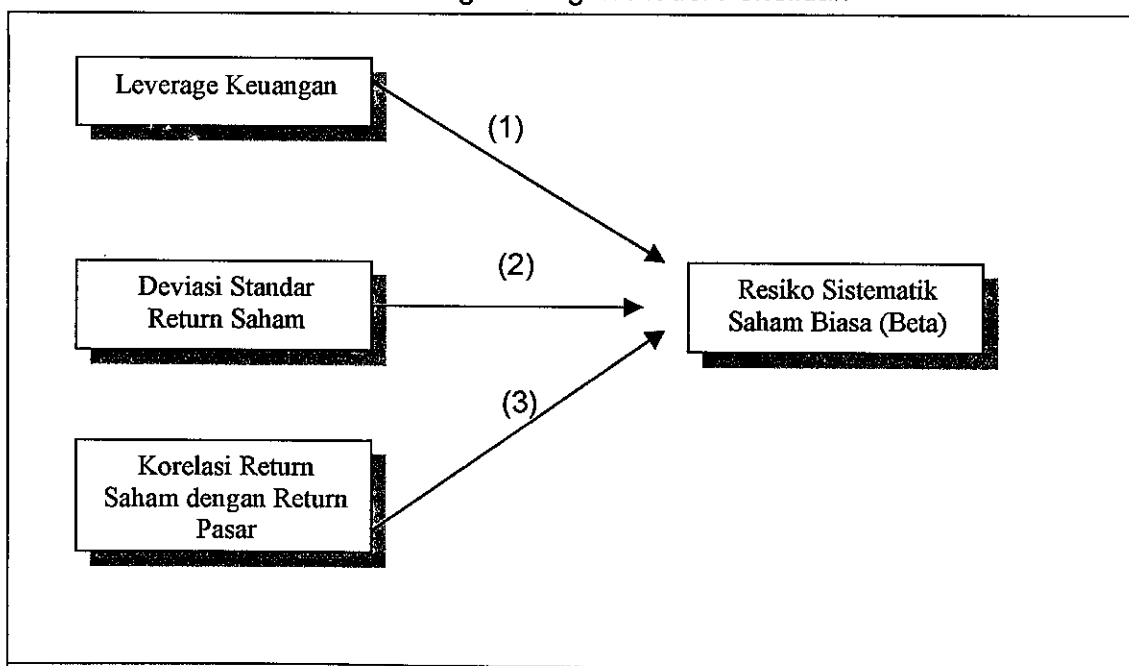 Leverage Keuangan
(1)
Deviasi Standar
Return Saham
(2)
Resiko Sistematik
Saham Biasa (Beta)
(3)
Korelasi Return
Saham dengan Return
Pasar